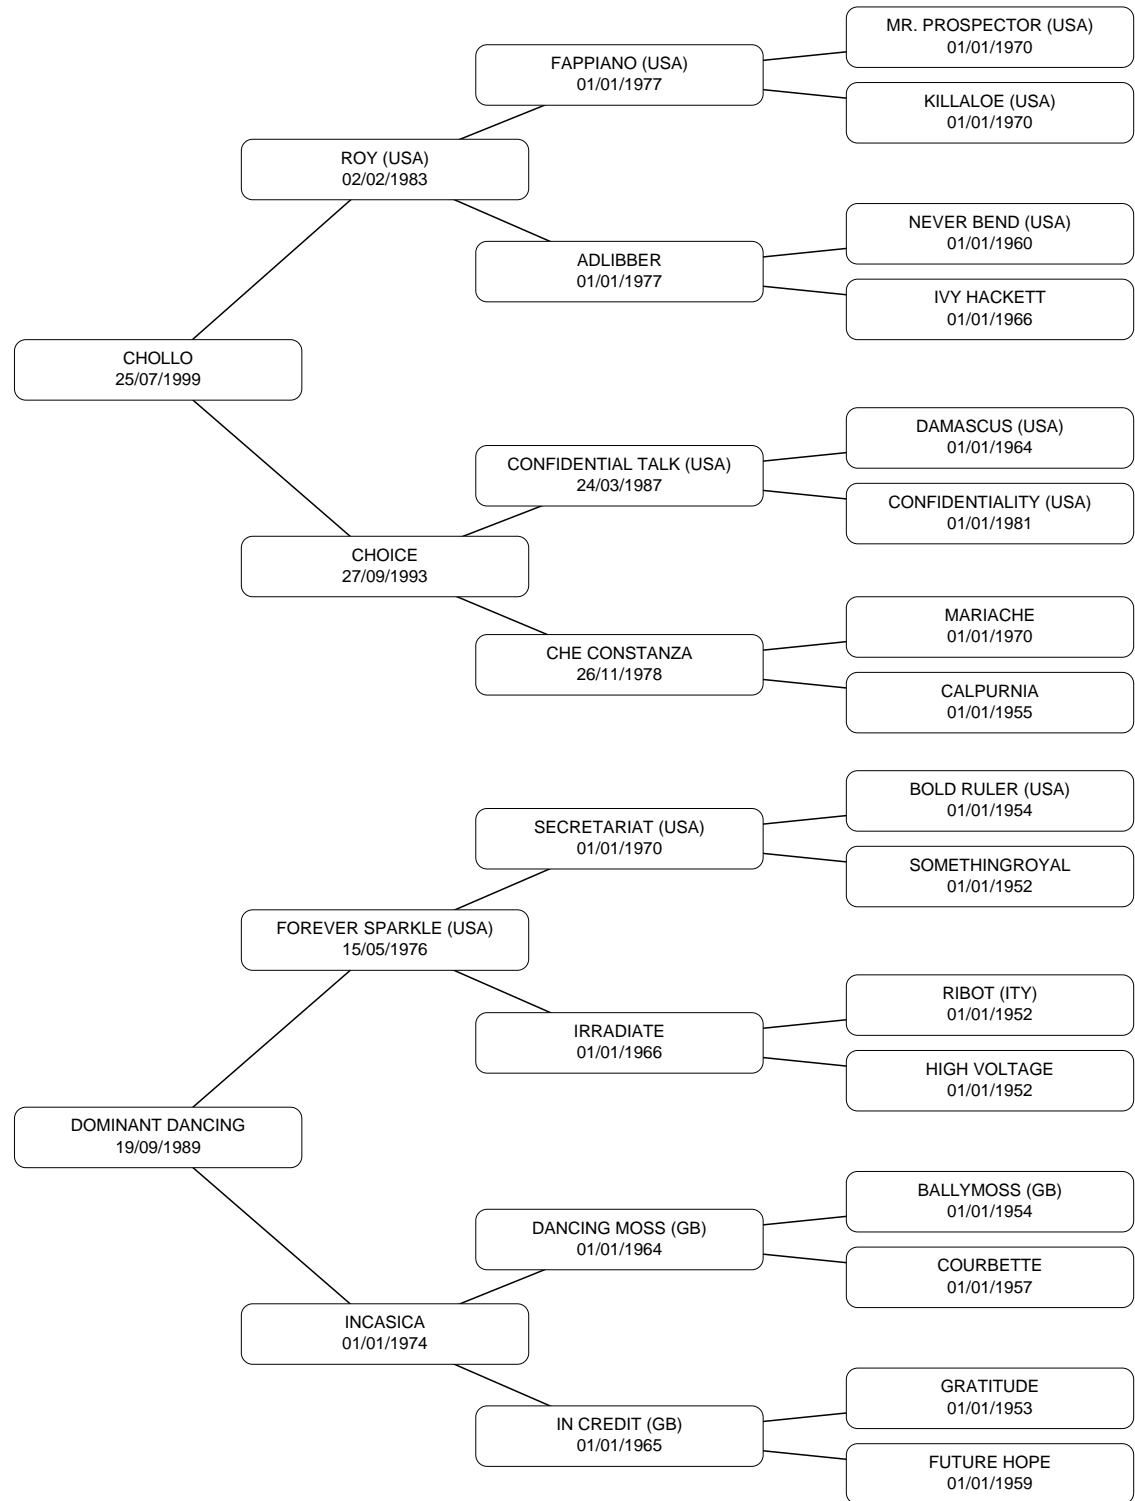 MR. PROSPECTOR (USA)
01/01/1970
FAPPIANO (USA)
01/01/1977
KILLALOE (USA)
01/01/1970
ROY (USA)
02/02/1983
NEVER BEND (USA)
01/01/1960
ADLIBBER
01/01/1977
IVY HACKETT
01/01/1966
CHOLLO
25/07/1999
DAMASCUS (USA)
01/01/1964
CONFIDENTIAL TALK (USA)
24/03/1987
CONFIDENTIALITY (USA)
01/01/1981
CHOICE
27/09/1993
MARIACHE
01/01/1970
CHE CONSTANZA
26/11/1978
CALPURNIA
01/01/1955
BOLD RULER (USA)
01/01/1954
SECRETARIAT (USA)
01/01/1970
SOMETHINGROYAL
01/01/1952
FOREVER SPARKLE (USA)
15/05/1976
RIBOT (ITY)
01/01/1952
IRRADIATE
01/01/1966
HIGH VOLTAGE
01/01/1952
DOMINANT DANCING
19/09/1989
BALLYMOSS (GB)
01/01/1954
DANCING MOSS (GB)
01/01/1964
COURBETTE
01/01/1957
INCASICA
01/01/1974
GRATITUDE
01/01/1953
IN CREDIT (GB)
01/01/1965
FUTURE HOPE
01/01/1959